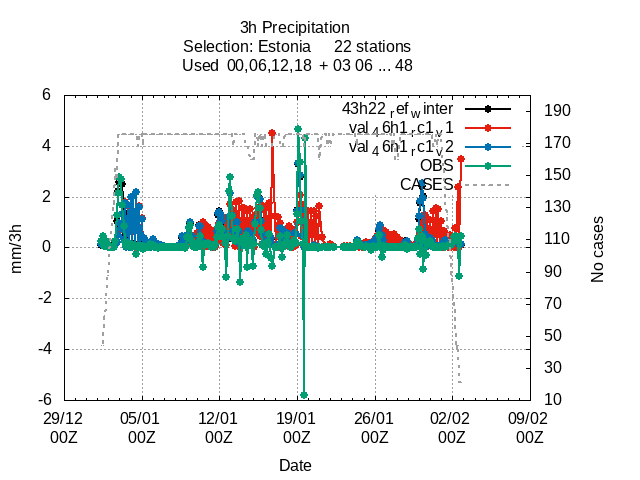 3h Precipitation
Selection: Estonia 22 stations
Used 00,06,12,18 + 03 06 ... 48
43h22_ref_winter
val_46h1_rc1_v1
val_46h1_rc1_v2
OBS
CASES
6
4
2
0
-2
-4
-6
mm/3h
190
170
150
130
110
90
70
50
30
10
No cases
29/12 05/01 12/01 19/01 26/01 02/02 09/02
00Z 00Z 00Z 00Z 00Z 00Z 00Z
Date